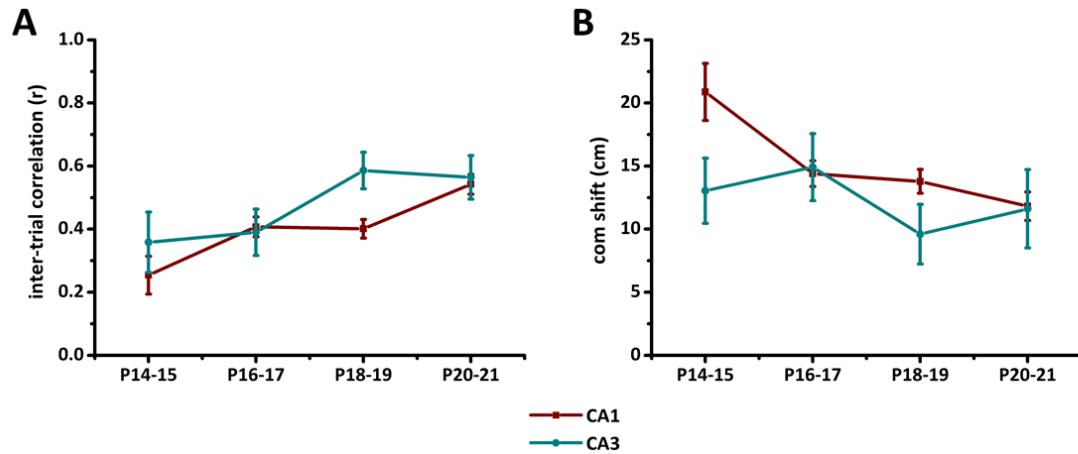 A
inter-trial correlation (r)
1.0
0.8
0.6
0.4
0.2
0.0
P14-15 P16-17 P18-19 P20-21
B
com shift (cm)
25
20
15
10
5
0
P14-15 P16-17 P18-19 P20-21
CA1
CA3